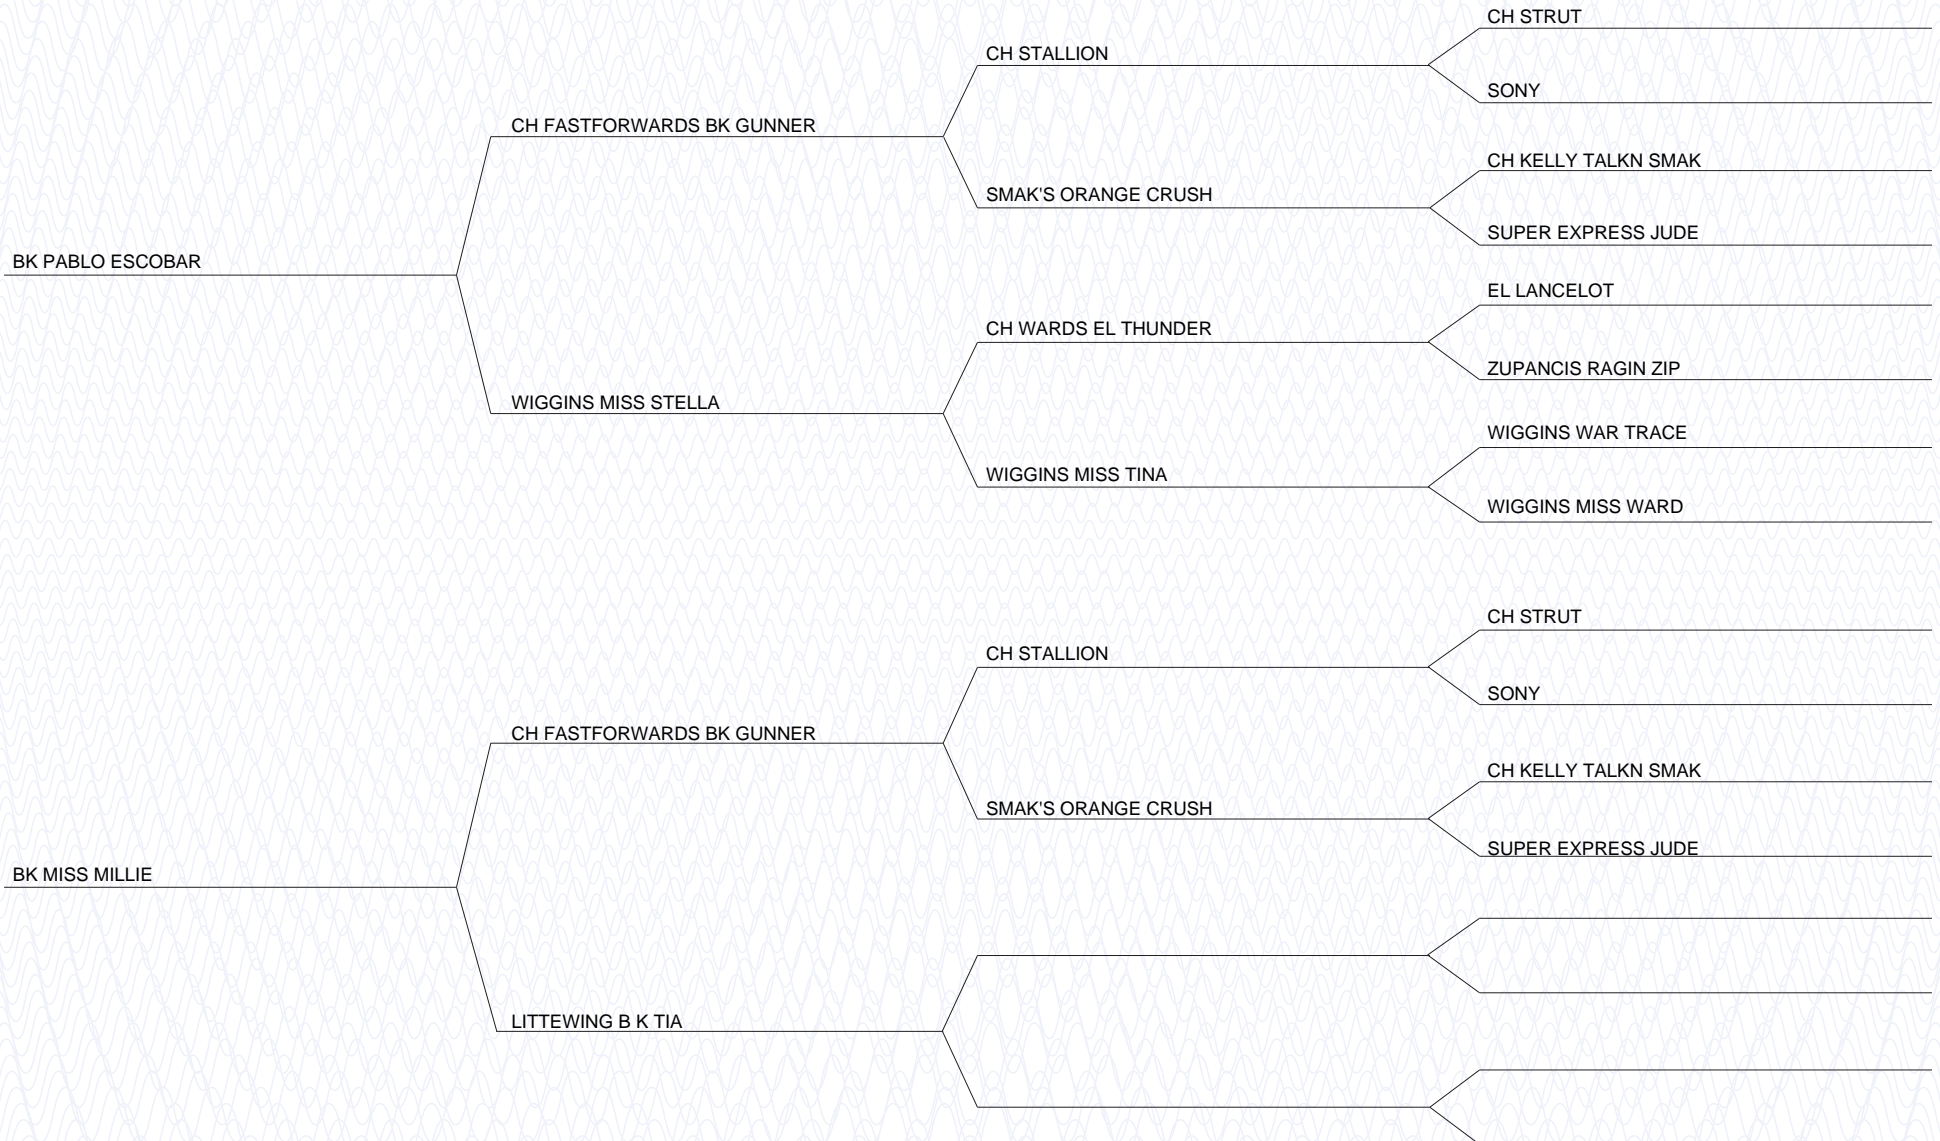 CH STRUT
CH STALLION
SONY
CH FASTFORWARDS BK GUNNER
CH KELLY TALKN SMAK
SMAK'S ORANGE CRUSH
SUPER EXPRESS JUDE
BK PABLO ESCOBAR
EL LANCELOT
CH WARDS EL THUNDER
ZUPANCIS RAGIN ZIP
WIGGINS MISS STELLA
WIGGINS WAR TRACE
WIGGINS MISS TINA
WIGGINS MISS WARD
CH STRUT
CH STALLION
SONY
CH FASTFORWARDS BK GUNNER
CH KELLY TALKN SMAK
SMAK'S ORANGE CRUSH
SUPER EXPRESS JUDE
BK MISS MILLIE
LITTEWING B K TIA